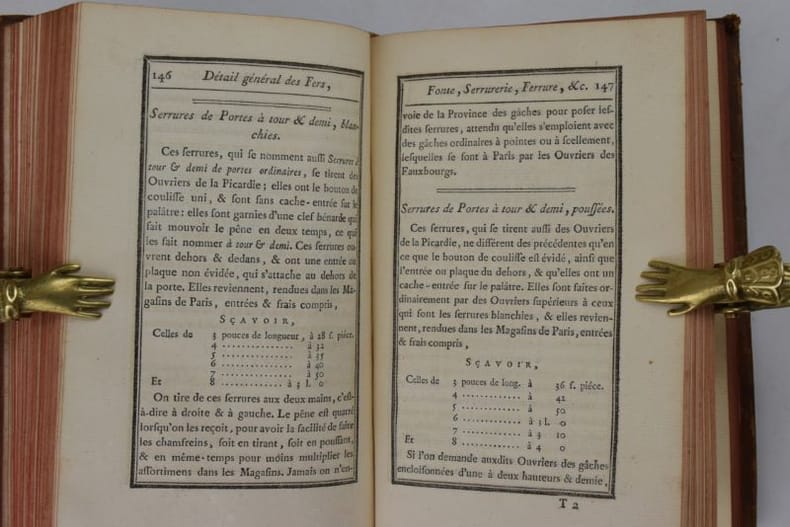 146 Détail général des Fers,
Serrures de Portes à tour & demi, blan-
chies.
Ces serrures, qui se nomment aussi Serrures à
tour & demi de portes ordinaires, se tirent des
Ouvriers de la Picardie ; elles ont le bouton de
coulisse uni, & sont sans cache-entrée sur le
palâtre : elles sont garnies d'une clef bénarde qui
fait mouvoir le pêne en deux temps, ce qui
les fait nommer à tour & demi. Ces serrures ou-
vrent dehors & dedans, & ont une entrée ou
plaque non évidée, qui s'attache au dehors de
la porte. Elles reviennent, rendues dans les Ma-
gasins de Paris, entrées & frais compris,
SÇAVOIR,
Celles de 3 pouces de longueur, à 28 s. piéce.
4 .............. à 32
5 .............. à 35
6 .............. à 40
7 .............. à 50
Et 8 ........... à 3 l. 0
On tire de ces serrures aux deux mains, c'est-
à-dire à droite & à gauche. Le pêne est quarré
lorsqu'on les reçoit, pour avoir la facilité de faire
les chamfreins, soit en tirant, soit en poussant,
& en même-temps pour moins multiplier les
assortimens dans les Magasins. Jamais on n'en-
Fonte, Serrurerie, Ferrure, &c. 147
voie de la Province des gâches pour poser les-
dites serrures, attendu qu'elles s'emploient avec
des gâches ordinaires à pointes ou à scellement,
lesquelles se font à Paris par les Ouvriers des
Fauxbourgs.
Serrures de Portes à tour & demi, poussées.
Ces serrures, qui se tirent aussi des Ouvriers
de la Picardie, ne différent des précédentes qu'en
ce que le bouton de coulisse est évidé, ainsi que
l'entrée ou plaque du dehors, & qu'elles ont un
cache-entrée sur le palâtre. Elles sont faites or-
dinairement par des Ouvriers supérieurs à ceux
qui font les serrures blanchies, & elles revien-
nent, rendues dans les Magasins de Paris, entrées
& frais compris,
SÇAVOIR,
Celles de 3 pouces de long. à 36 s. piéce.
4 ............ à 42
5 ............ à 50
6 ............ à 3 l. 0
7 ............ à 3 10
Et 8 ............ à 4 0
Si l'on demande auxdits Ouvriers des gâches
encloisonnées d'une à deux hauteurs & demie,
T 2